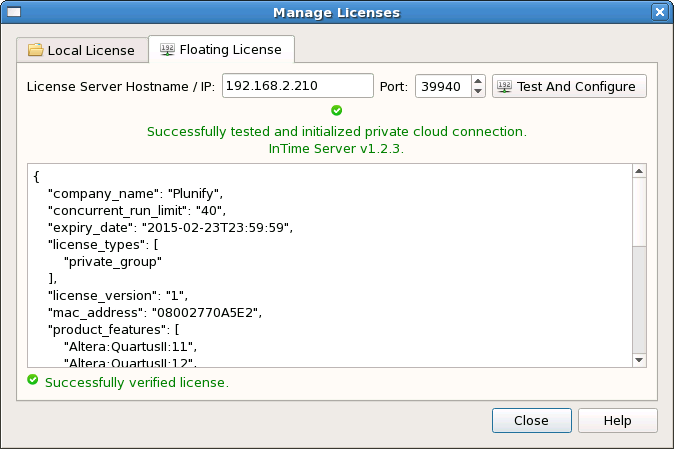 Manage Licenses
Local License
Floating License
License Server Hostname / IP: 192.168.2.210 Port: 39940 Test And Configure
Successfully tested and initialized private cloud connection.
InTime Server v1.2.3.
{
"company_name": "Plunify",
"concurrent_run_limit": "40",
"expiry_date": "2015-02-23T23:59:59",
"license_types": [
"private_group"
],
"license_version": "1",
"mac_address": "08002770A5E2",
"product_features": [
"Altera:QuartusII:11",
"Altera:QuartusII:12",
Successfully verified license.
Close Help